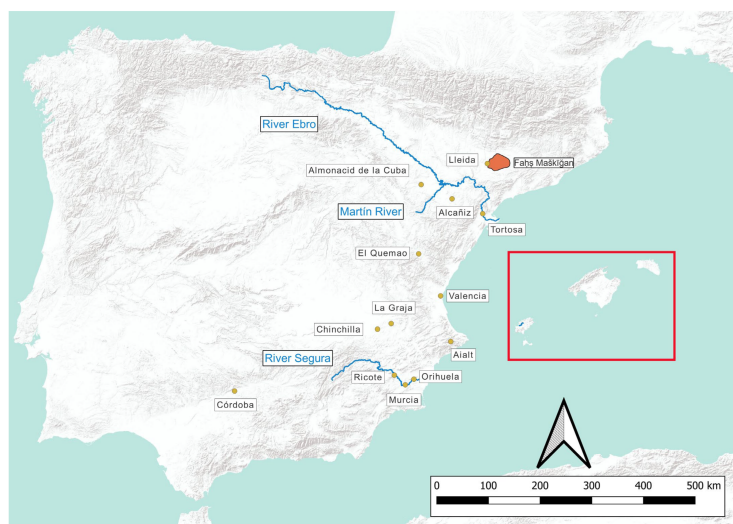 River Ebro
Lleida
Faḥṣ Maškīǧan
Almonacid de la Cuba
Martín River
Alcañiz
Tortosa
El Quemao
Valencia
La Graja
Chinchilla
Aialt
River Segura
Ricote
Orihuela
Murcia
Córdoba
0 100 200 300 400 500 km